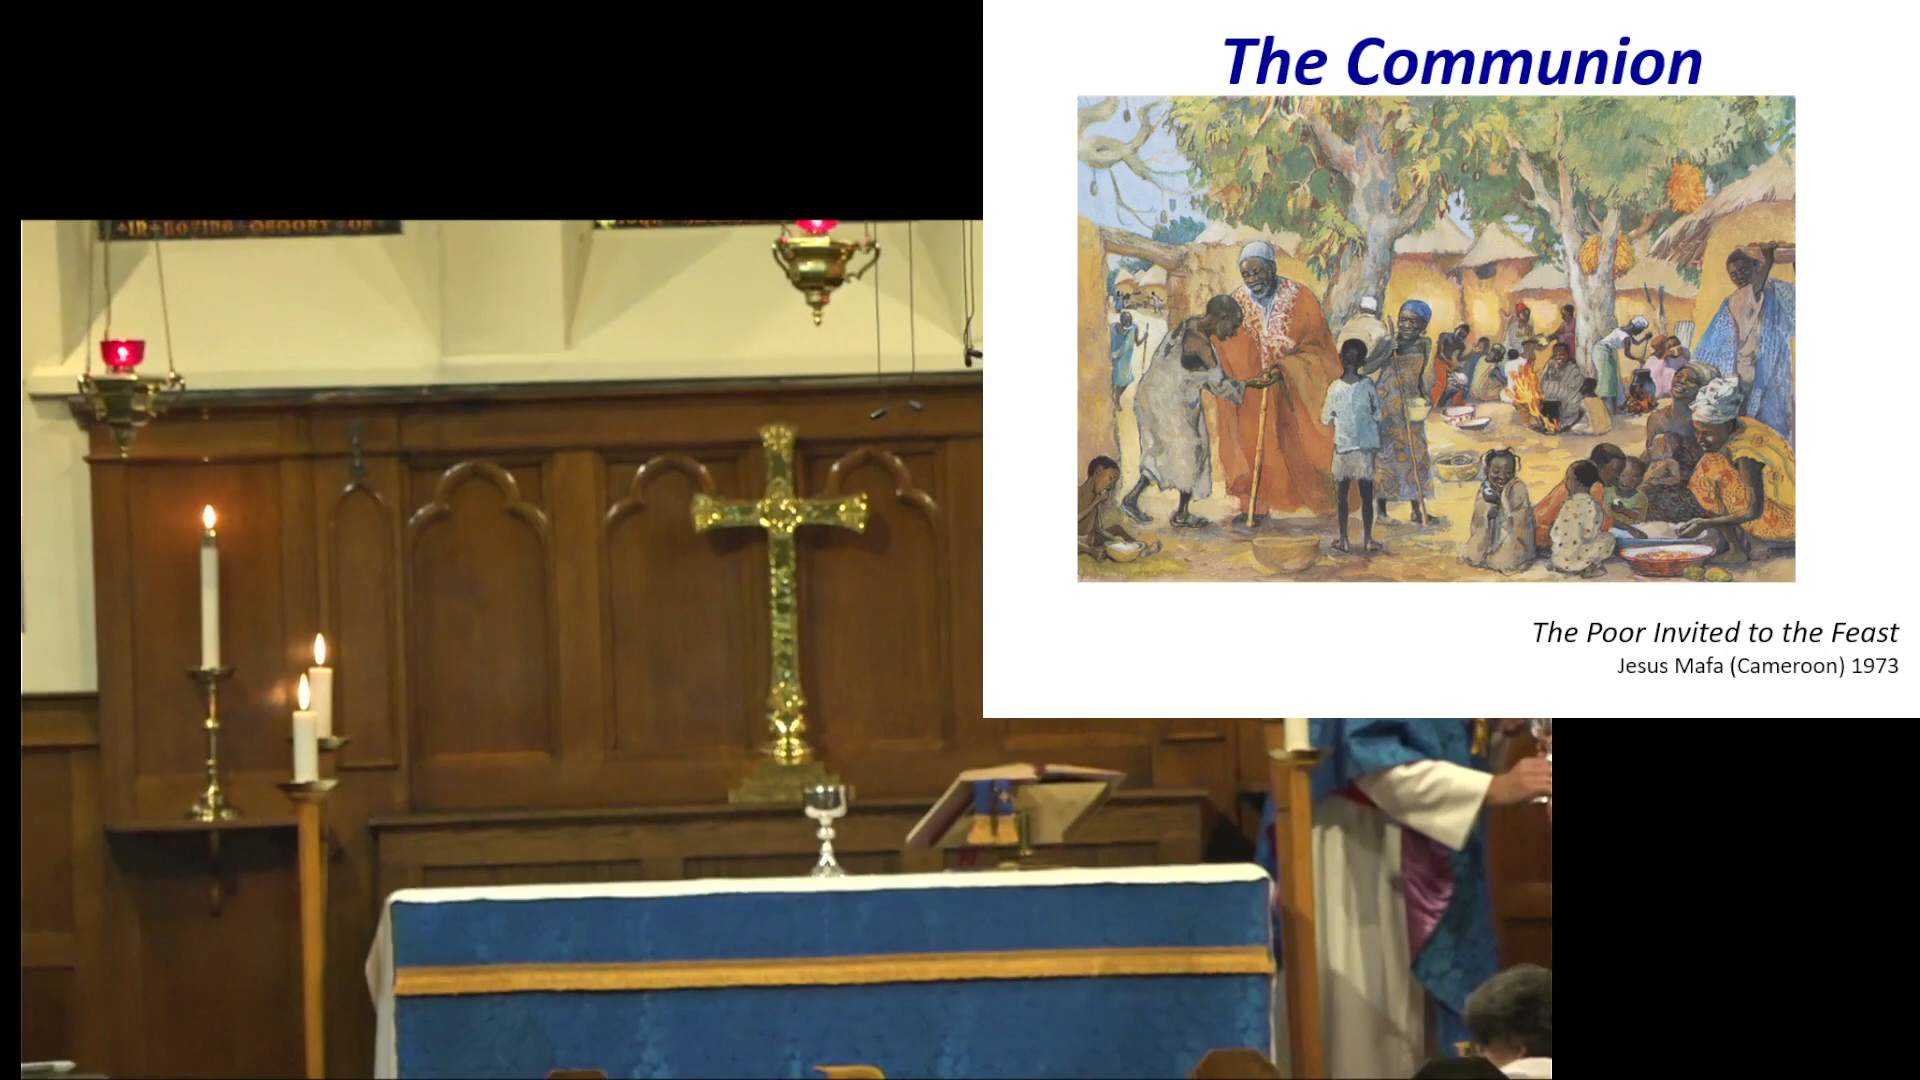 The Communion
The Poor Invited to the Feast
Jesus Mafa (Cameroon) 1973